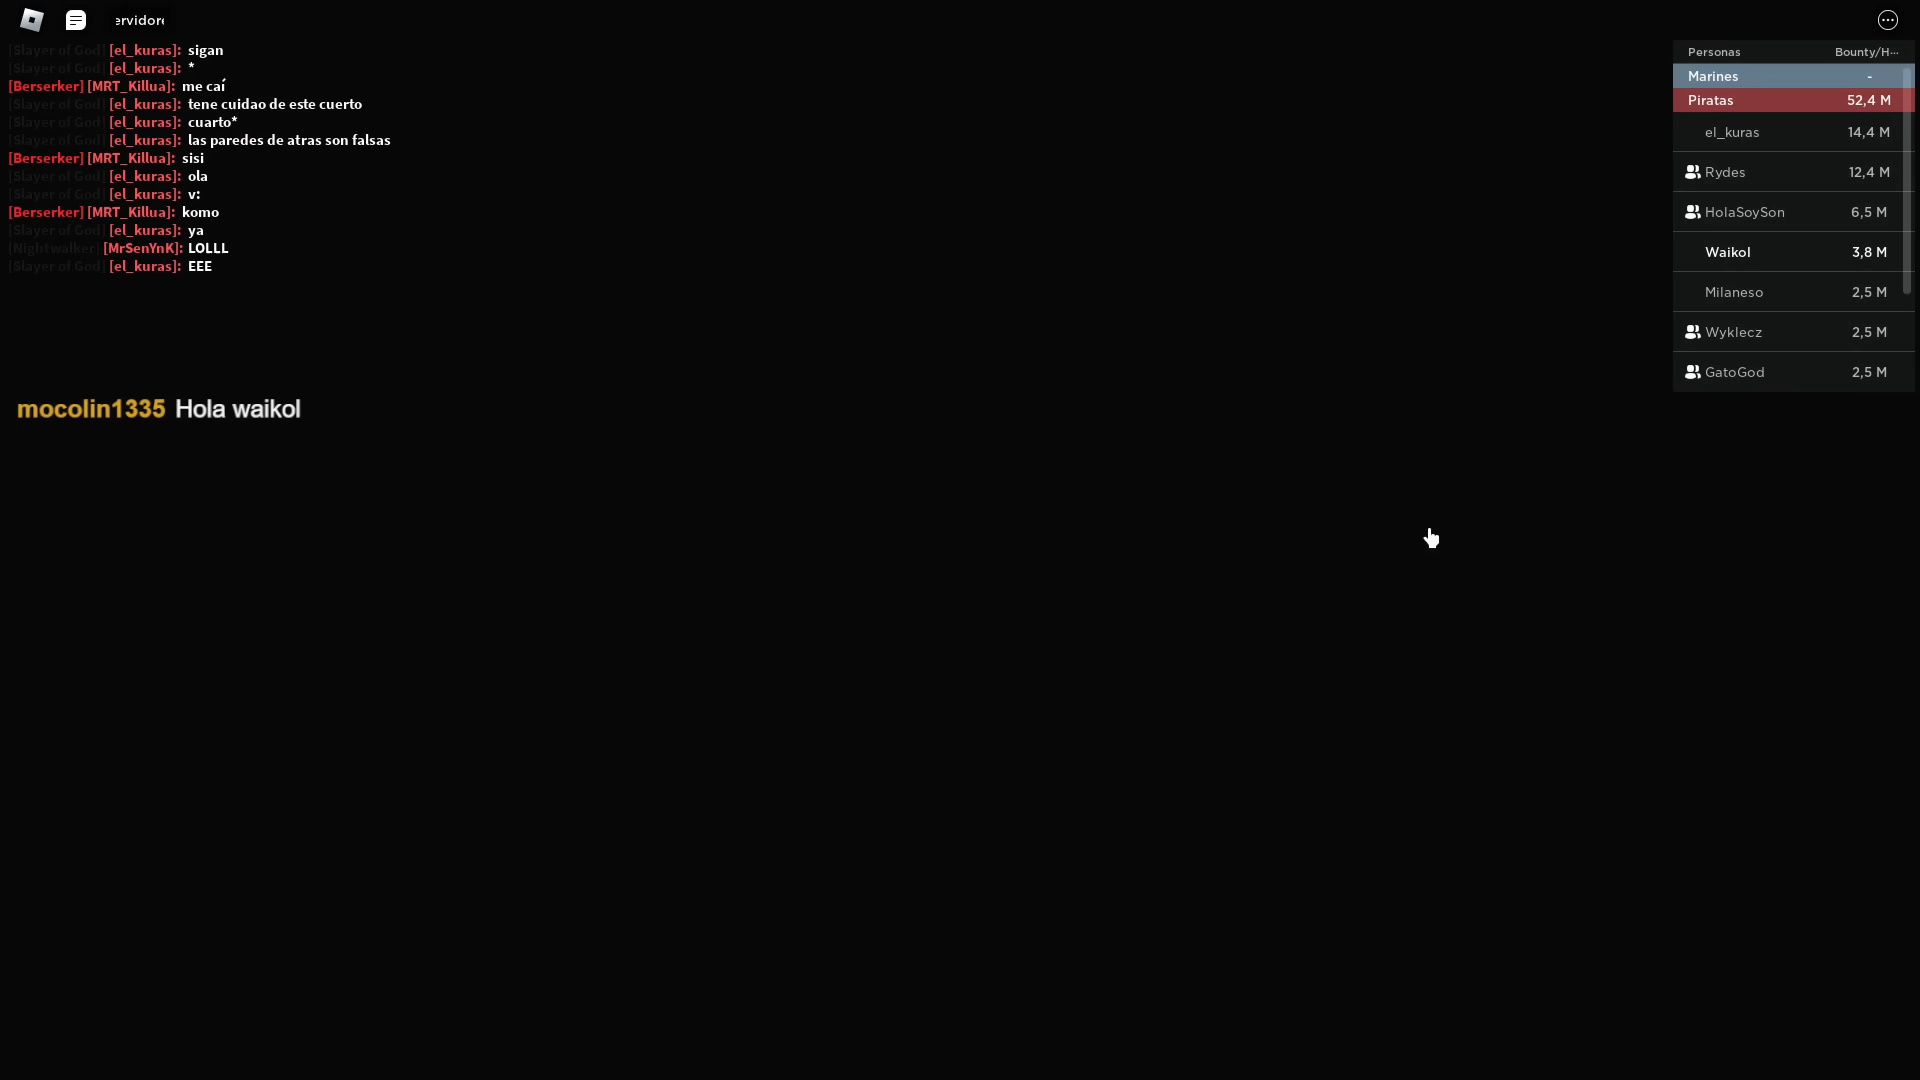 ervidore
[Slayer of God] [el_kuras]: sigan
[Slayer of God] [el_kuras]: *
[Berserker] [MRT_Killua]: me caí
[Slayer of God] [el_kuras]: tene cuidao de este cuerto
[Slayer of God] [el_kuras]: cuarto*
[Slayer of God] [el_kuras]: las paredes de atras son falsas
[Berserker] [MRT_Killua]: sisi
[Slayer of God] [el_kuras]: ola
[Slayer of God] [el_kuras]: v:
[Berserker] [MRT_Killua]: komo
[Slayer of God] [el_kuras]: ya
[Nightwalker] [MrSenYnK]: LOLLL
[Slayer of God] [el_kuras]: EEE
mocolin1335 Hola waikol
Personas Bounty/H...
Marines -
Piratas 52,4 M
el_kuras 14,4 M
Rydes 12,4 M
HolaSoySon 6,5 M
Waikol 3,8 M
Milaneso 2,5 M
Wyklecz 2,5 M
GatoGod 2,5 M